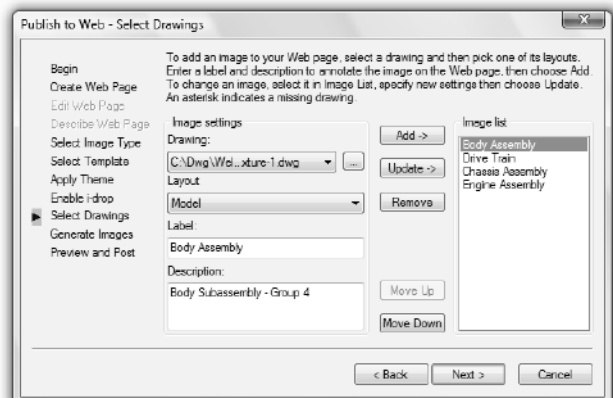 Publish to Web - Select Drawings
To add an image to your Web page, select a drawing and then pick one of its layouts.
Enter a label and description to annotate the image on the Web page, then choose Add.
To change an image, select it in Image List, specify new settings then choose Update.
An asterisk indicates a missing drawing.
Begin
Create Web Page
Edit Web Page
Describe Web Page
Select Image Type
Select Template
Apply Theme
Enable i-drop
Select Drawings
Generate Images
Preview and Post
Image settings
Drawing:
C:\Dwg\Wel...xture-1.dwg
...
Layout
Model
Label:
Body Assembly
Description:
Body Subassembly - Group 4
Add ->
Update ->
Remove
Move Up
Move Down
Image list
Body Assembly
Drive Train
Chassis Assembly
Engine Assembly
< Back
Next >
Cancel